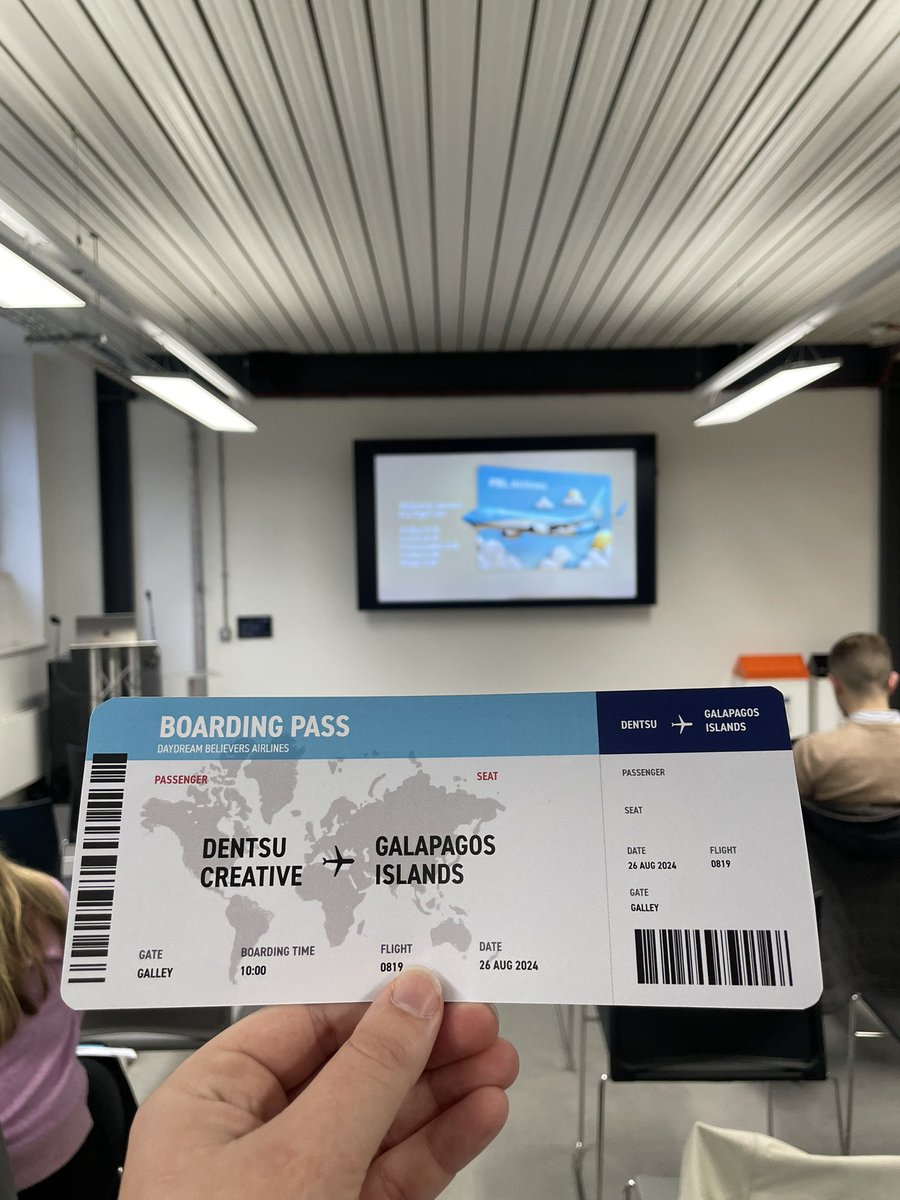 Airlines
BOARDING PASS
DAYDREAM BELIEVERS AIRLINES
PASSENGER
SEAT
DENTSU
CREATIVE
GALAPAGOS
ISLANDS
GATE
GALLEY
BOARDING TIME
10:00
FLIGHT
0819
DATE
26 AUG 2024
DENTSU
GALAPAGOS
ISLANDS
PASSENGER
SEAT
DATE
26 AUG 2024
FLIGHT
0819
GATE
GALLEY